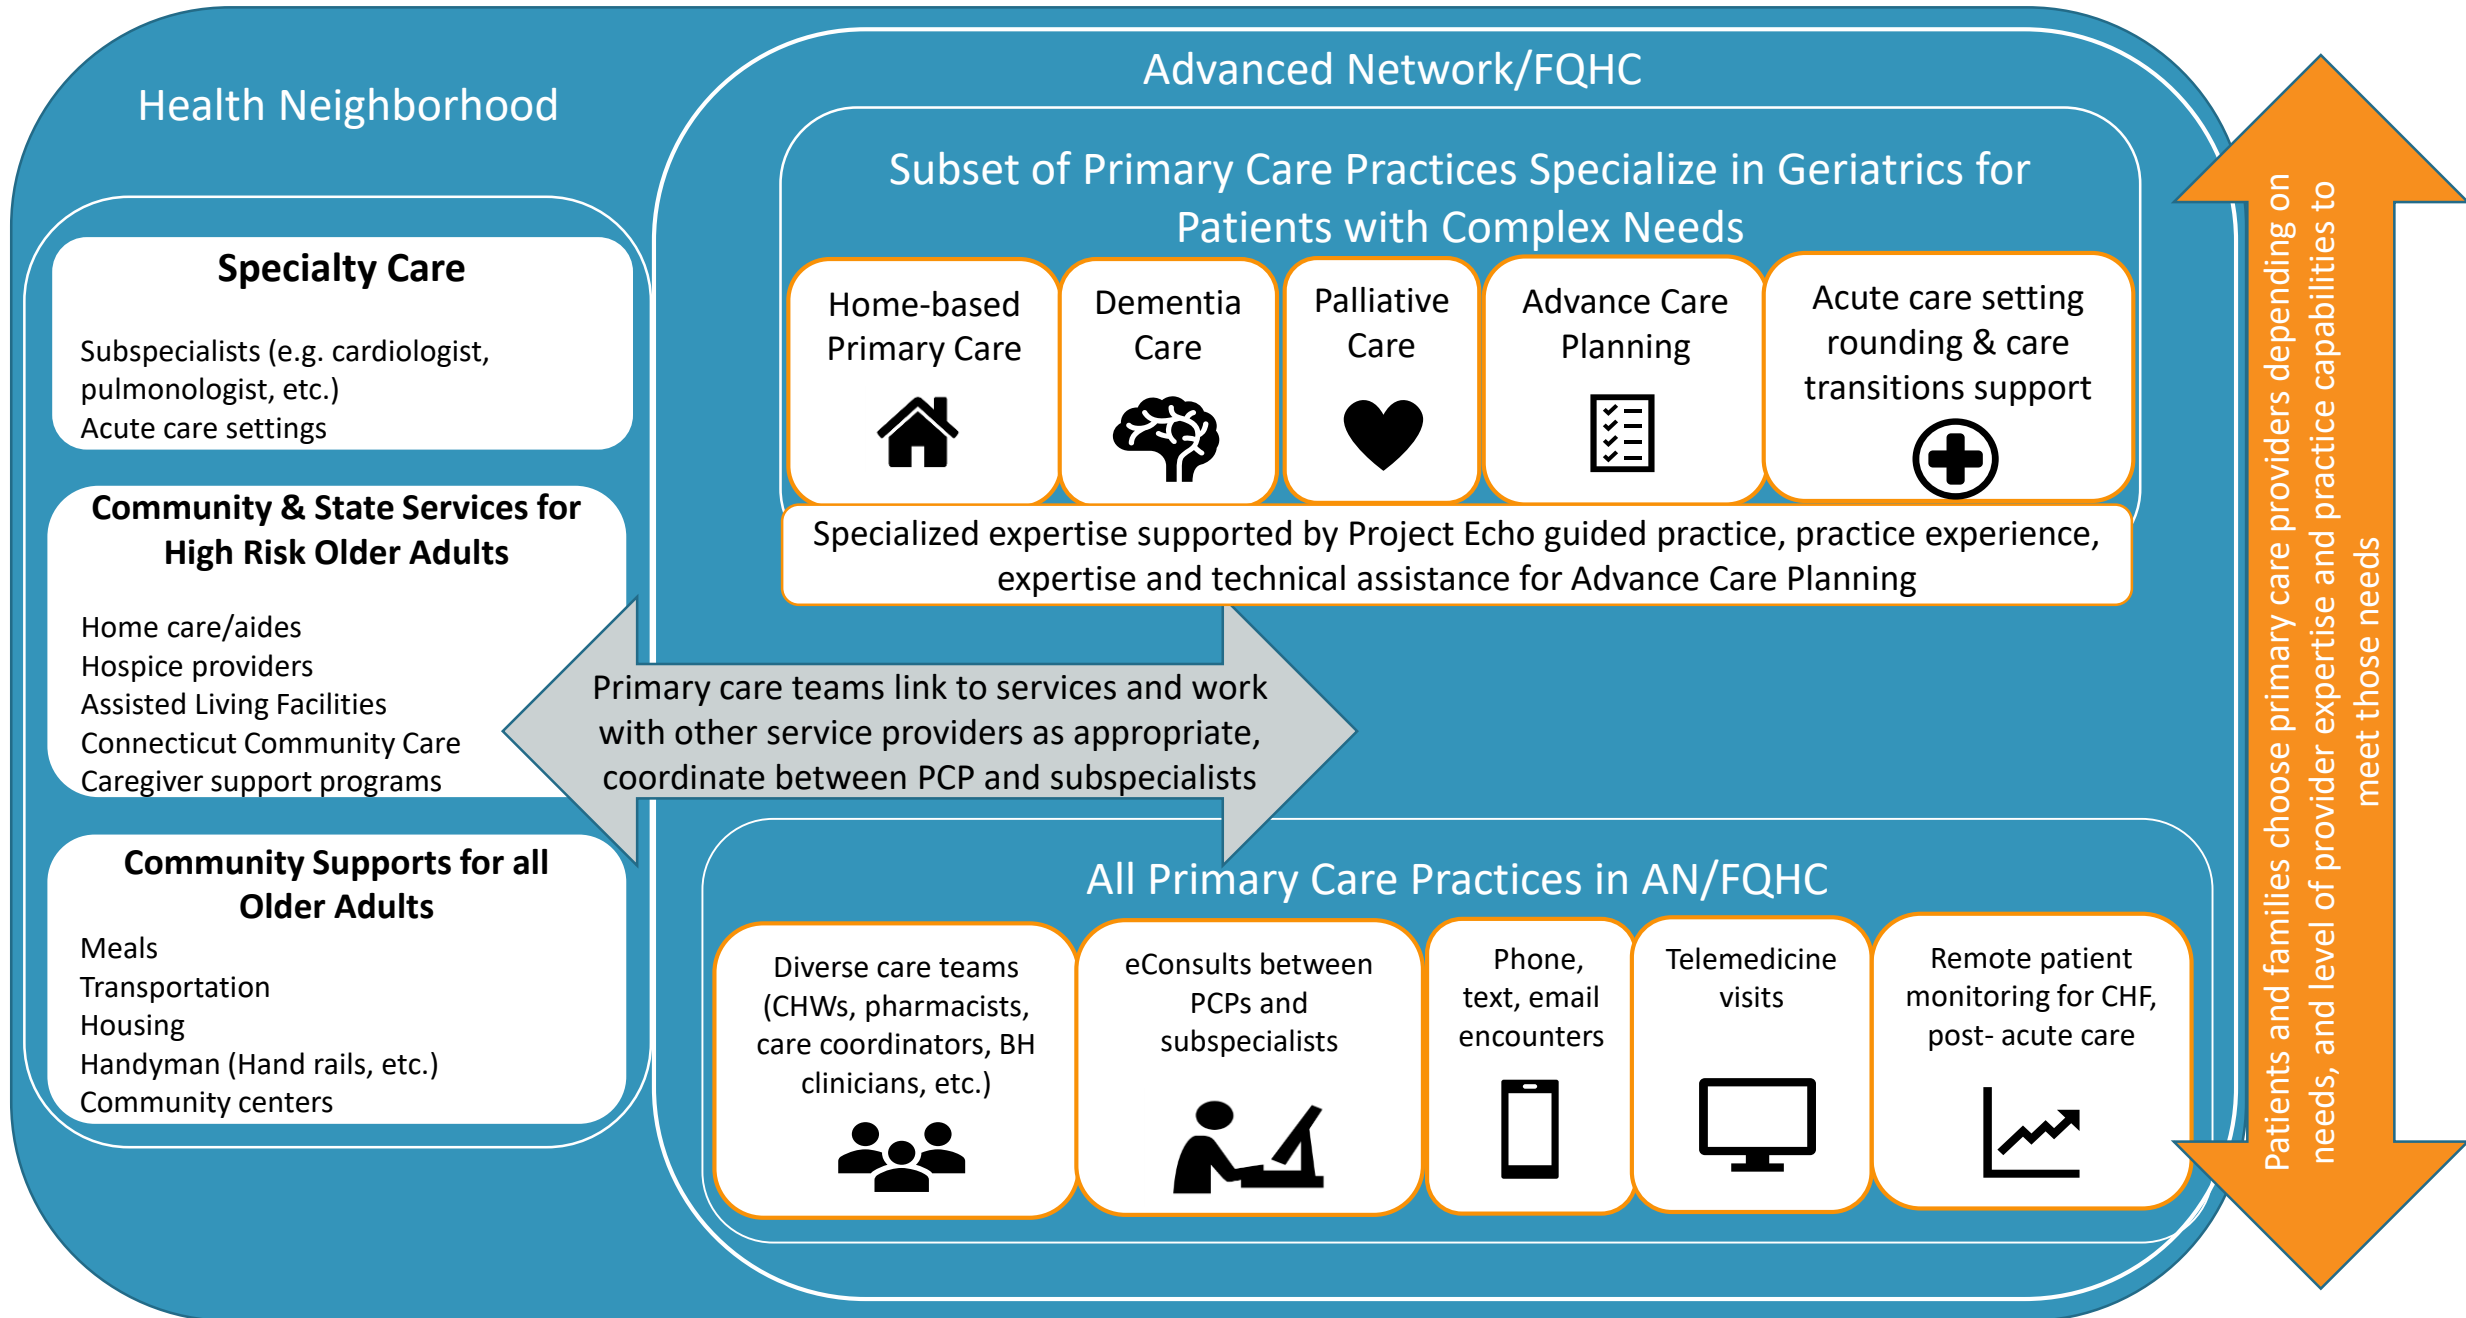 Health Neighborhood
Specialty Care
Subspecialists (e.g. cardiologist,
pulmonologist, etc.)
Acute care settings
Community & State Services for
High Risk Older Adults
Home care/aides
Hospice providers
Assisted Living Facilities
Connecticut Community Care
Caregiver support programs
Community Supports for all
Older Adults
Meals
Transportation
Housing
Handyman (Hand rails, etc.)
Community centers
Advanced Network/FQHC
Subset of Primary Care Practices Specialize in Geriatrics for
Patients with Complex Needs
Home-based
Primary Care
Dementia
Care
Palliative
Care
Advance Care
Planning
Acute care setting
rounding & care
transitions support
Specialized expertise supported by Project Echo guided practice, practice experience,
expertise and technical assistance for Advance Care Planning
Primary care teams link to services and work
with other service providers as appropriate,
coordinate between PCP and subspecialists
All Primary Care Practices in AN/FQHC
Diverse care teams
(CHWs, pharmacists,
care coordinators, BH
clinicians, etc.)
eConsults between
PCPs and
subspecialists
Phone,
text, email
encounters
Telemedicine
visits
Remote patient
monitoring for CHF,
post- acute care
Patients and families choose primary care providers depending on
needs, and level of provider expertise and practice capabilities to
meet those needs